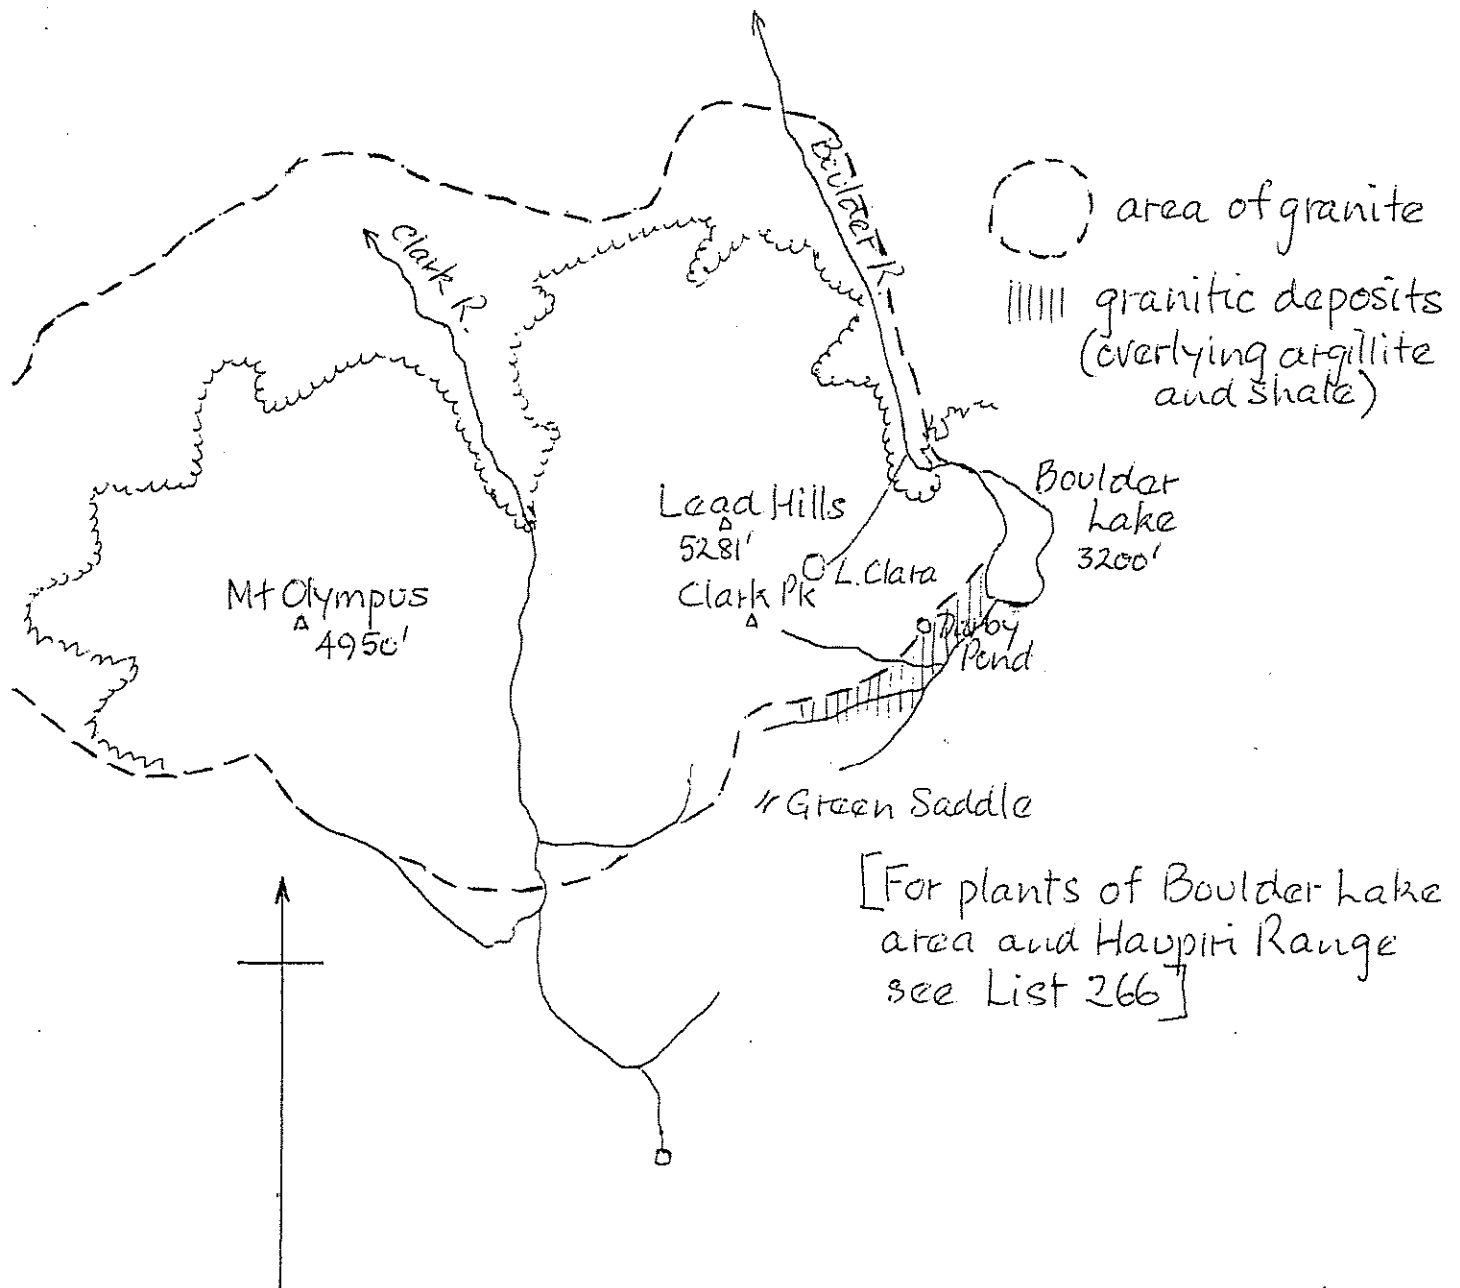 Boulder R.
Clark R.
area of granite
granitic deposits
(overlying argillite
and shale)
Boulder
Lake
3200'
Lead Hills
5281'
L. Clara
Clark Pk
Mt Olympus
4950'
Pond
"Green Saddle
[For plants of Boulder Lake
area and Haupiri Range
see List 266]